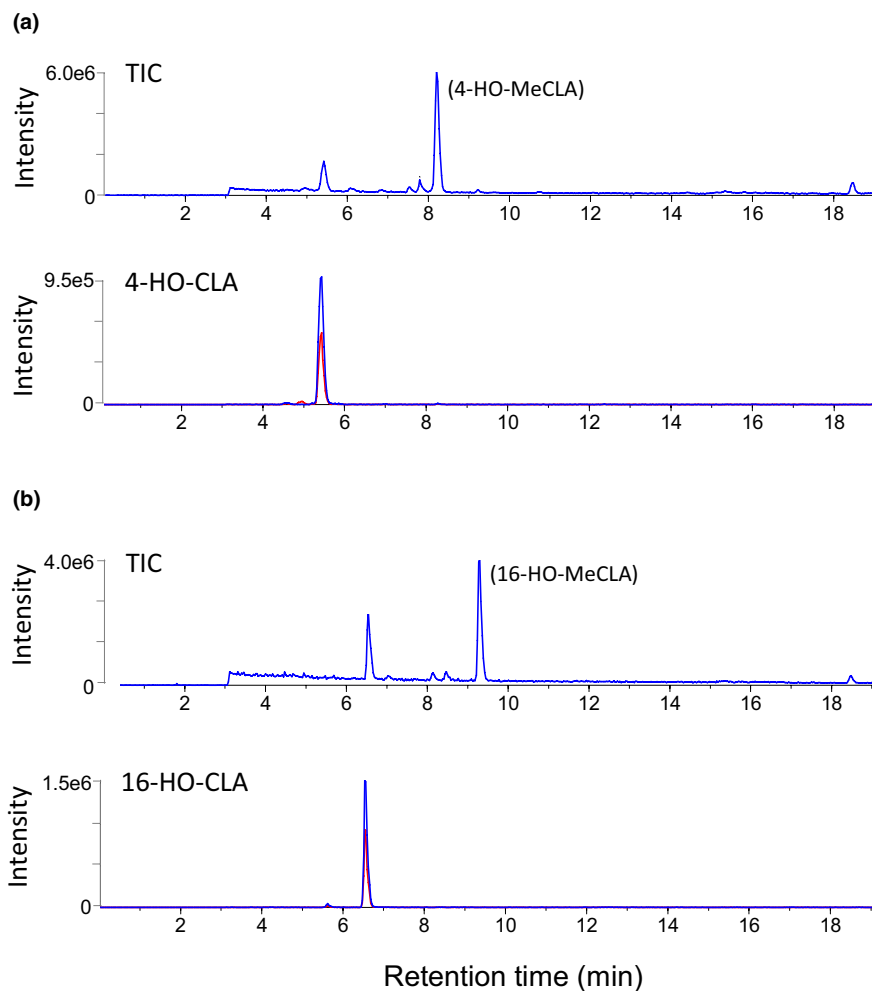 (a)
TIC
6.0e6
(4-HO-MeCLA)
Intensity
0
2 4 6 8 10 12 14 16 18
4-HO-CLA
9.5e5
Intensity
0
2 4 6 8 10 12 14 16 18
(b)
TIC
4.0e6
(16-HO-MeCLA)
Intensity
0
2 4 6 8 10 12 14 16 18
16-HO-CLA
1.5e6
Intensity
0
2 4 6 8 10 12 14 16 18
Retention time (min)